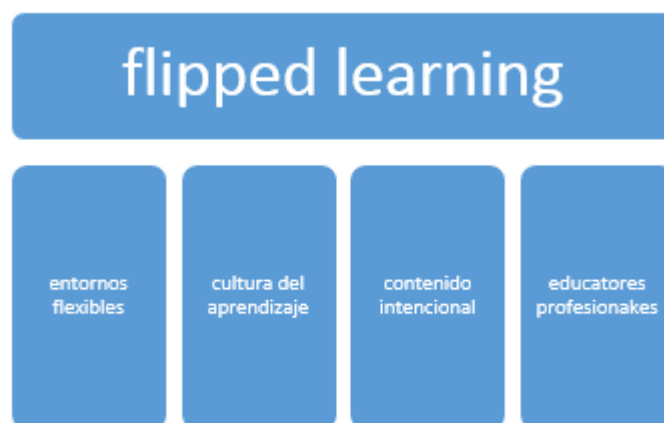 flipped learning
entornos
flexibles
cultura del
aprendizaje
contenido
intencional
educatores
profesionakes